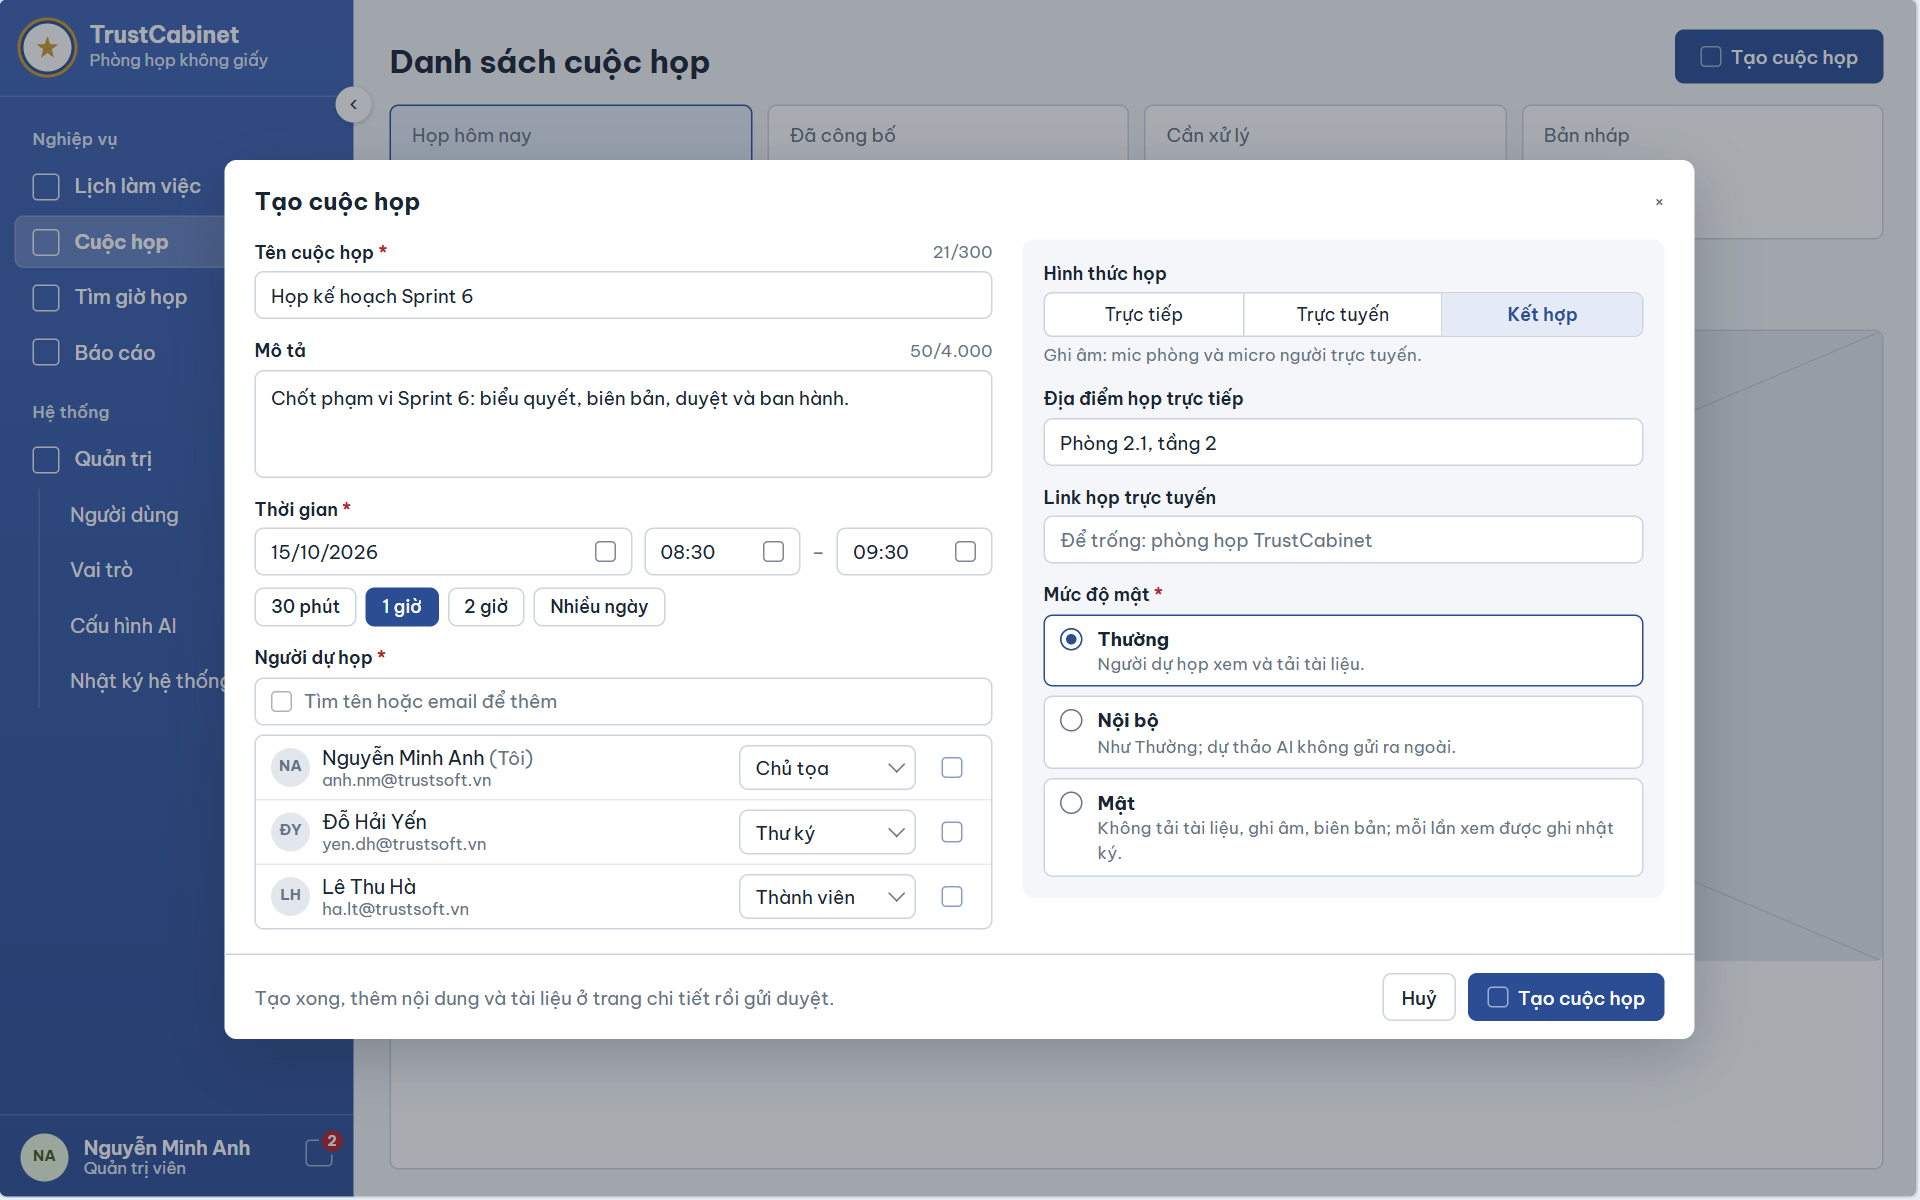 TrustCabinet
Phòng họp không giấy
Nghiệp vụ
Lịch làm việc
Cuộc họp
Tìm giờ họp
Báo cáo
Hệ thống
Quản trị
Người dùng
Vai trò
Cấu hình AI
Nhật ký hệ thống
NA
Nguyễn Minh Anh
Quản trị viên
2
Danh sách cuộc họp
Tạo cuộc họp
Họp hôm nay
Đã công bố
Cần xử lý
Bản nháp
Tạo cuộc họp
×
Tên cuộc họp *
21/300
Họp kế hoạch Sprint 6
Mô tả
50/4.000
Chốt phạm vi Sprint 6: biểu quyết, biên bản, duyệt và ban hành.
Thời gian *
15/10/2026
08:30
–
09:30
30 phút
1 giờ
2 giờ
Nhiều ngày
Người dự họp *
Tìm tên hoặc email để thêm
NA
Nguyễn Minh Anh (Tôi)
anh.nm@trustsoft.vn
Chủ tọa
ĐY
Đỗ Hải Yến
yen.dh@trustsoft.vn
Thư ký
LH
Lê Thu Hà
ha.lt@trustsoft.vn
Thành viên
Hình thức họp
Trực tiếp
Trực tuyến
Kết hợp
Ghi âm: mic phòng và micro người trực tuyến.
Địa điểm họp trực tiếp
Phòng 2.1, tầng 2
Link họp trực tuyến
Để trống: phòng họp TrustCabinet
Mức độ mật *
Thường
Người dự họp xem và tải tài liệu.
Nội bộ
Như Thường; dự thảo AI không gửi ra ngoài.
Mật
Không tải tài liệu, ghi âm, biên bản; mỗi lần xem được ghi nhật
ký.
Tạo xong, thêm nội dung và tài liệu ở trang chi tiết rồi gửi duyệt.
Huỷ
Tạo cuộc họp